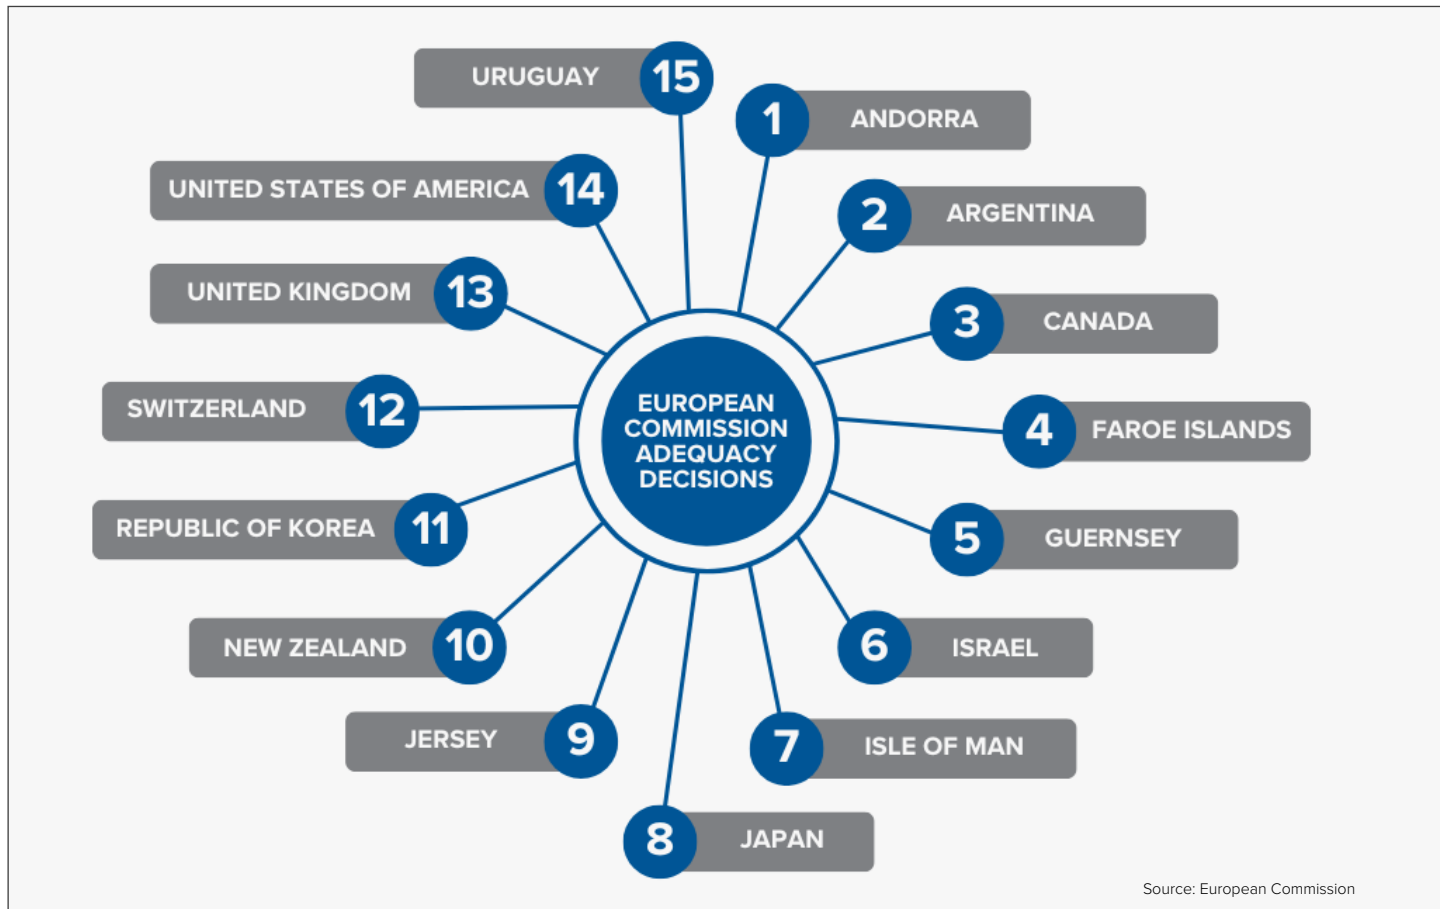 EUROPEAN
COMMISSION
ADEQUACY
DECISIONS
1 ANDORRA
2 ARGENTINA
3 CANADA
4 FAROE ISLANDS
5 GUERNSEY
6 ISRAEL
7 ISLE OF MAN
8 JAPAN
JERSEY 9
NEW ZEALAND 10
REPUBLIC OF KOREA 11
SWITZERLAND 12
UNITED KINGDOM 13
UNITED STATES OF AMERICA 14
URUGUAY 15
Source: European Commission